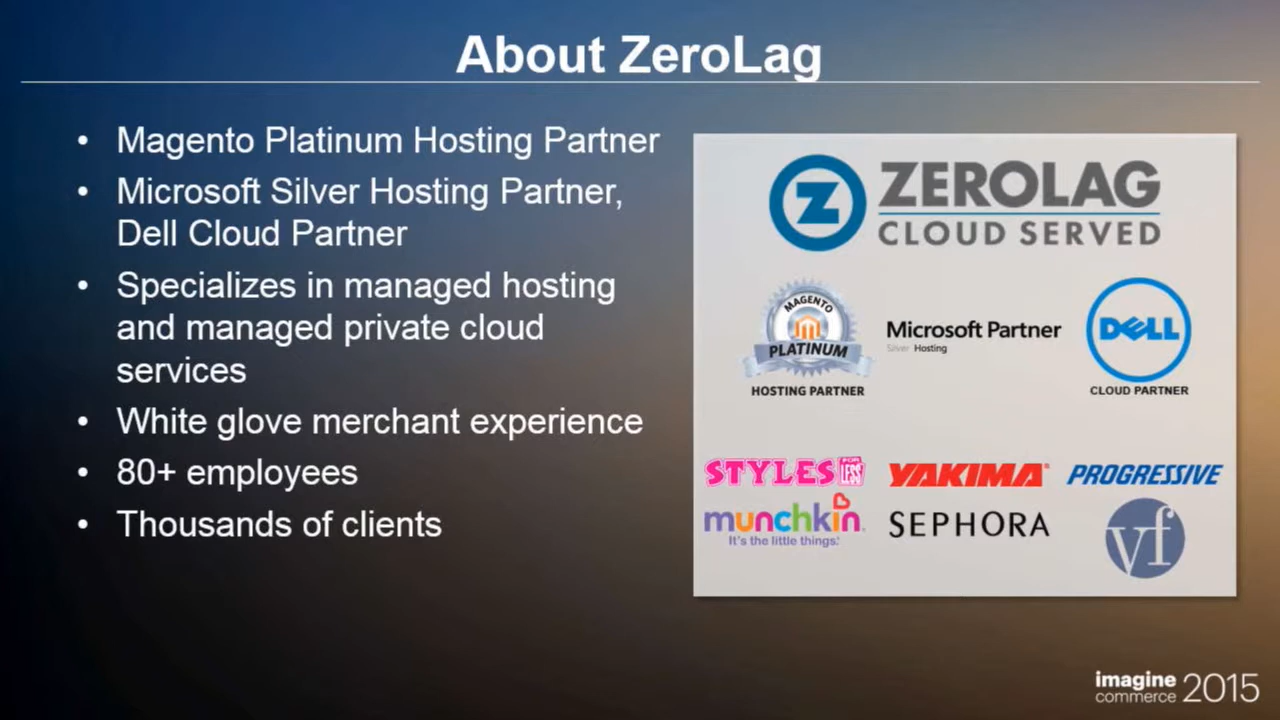 About ZeroLag
• Magento Platinum Hosting Partner
• Microsoft Silver Hosting Partner,
Dell Cloud Partner
• Specializes in managed hosting
and managed private cloud
services
• White glove merchant experience
• 80+ employees
• Thousands of clients
Z ZEROLAG
CLOUD SERVED
MAGENTO
PLATINUM
HOSTING PARTNER
Microsoft Partner
Silver Hosting
DELL
CLOUD PARTNER
STYLES FOR LESS
YAKIMA
PROGRESSIVE
munchkin
It's the little things.
SEPHORA
vf
imagine
commerce 2015